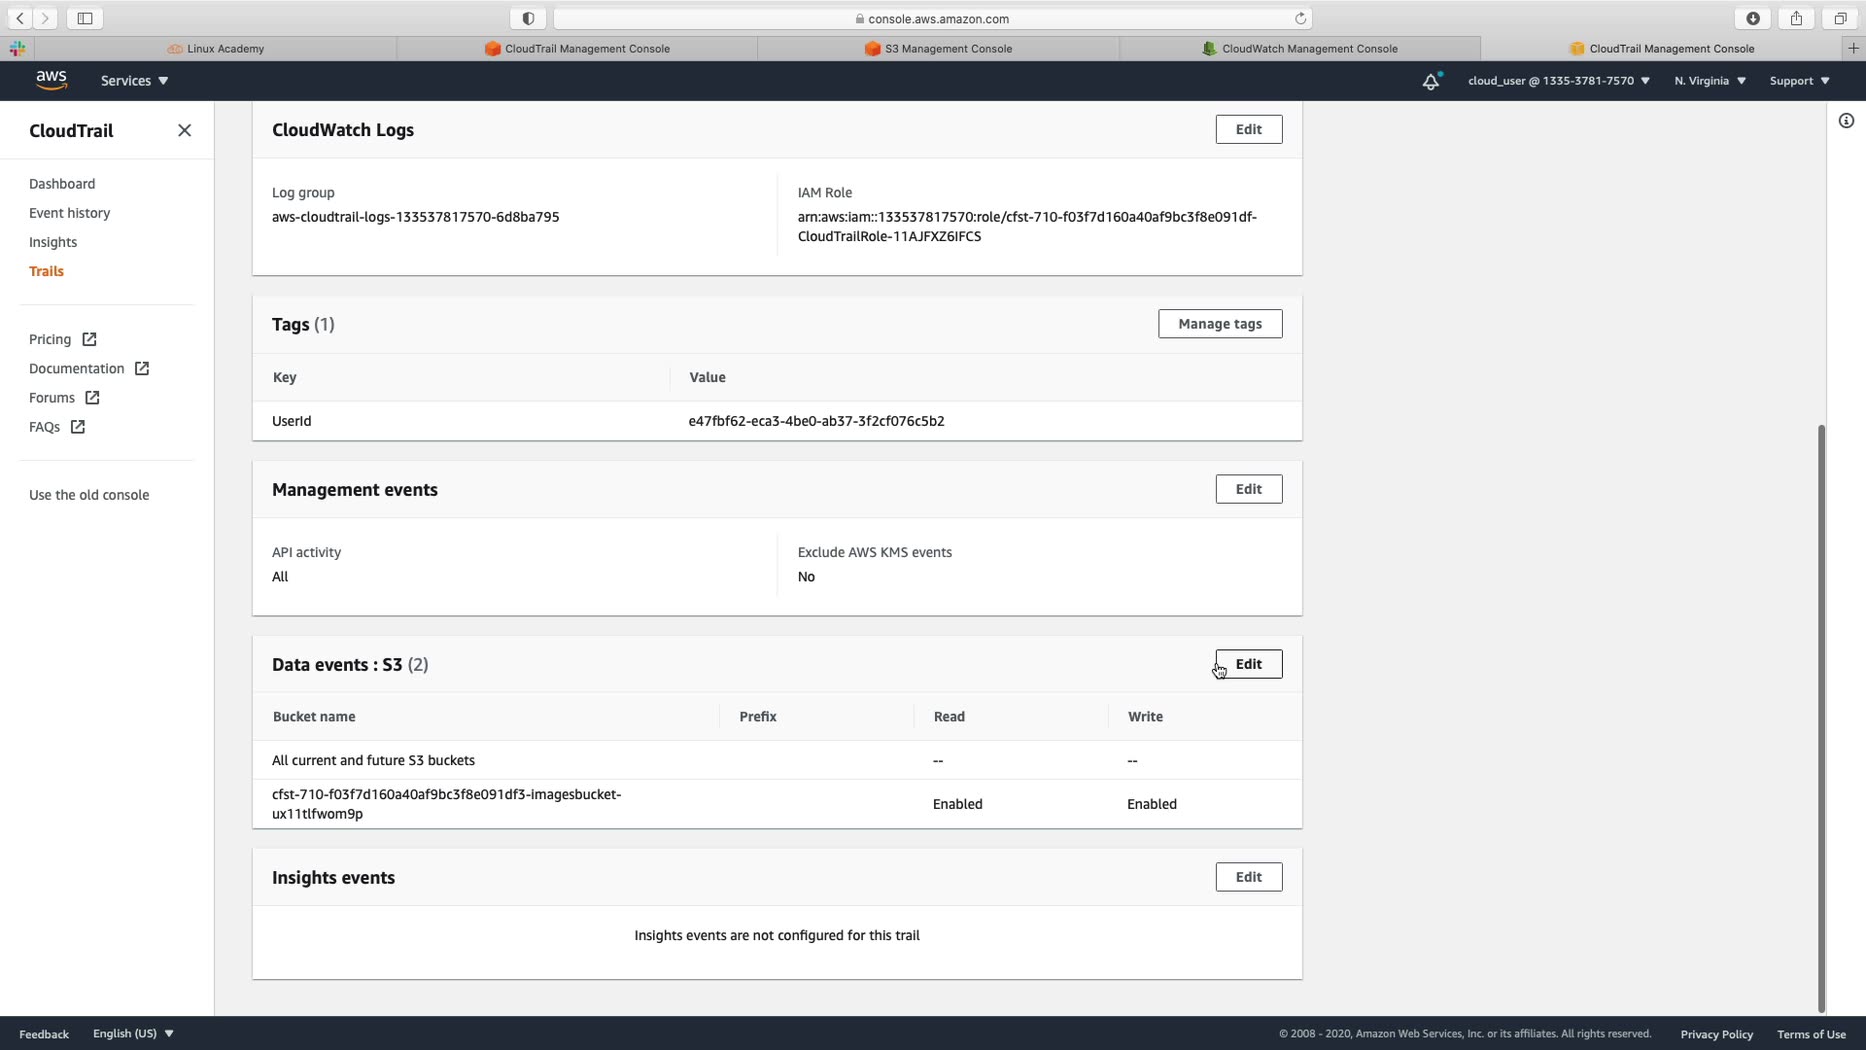 console.aws.amazon.com
Linux Academy
CloudTrail Management Console
S3 Management Console
CloudWatch Management Console
CloudTrail Management Console
aws
Services
cloud_user @ 1335-3781-7570
N. Virginia
Support
CloudTrail
Dashboard
Event history
Insights
Trails
Pricing
Documentation
Forums
FAQs
Use the old console
CloudWatch Logs
Edit
Log group
aws-cloudtrail-logs-133537817570-6d8ba795
IAM Role
arn:aws:iam::133537817570:role/cfst-710-f03f7d160a40af9bc3f8e091df-
CloudTrailRole-11AJFXZ6IFCS
Tags (1)
Manage tags
Key Value
UserId e47fbf62-eca3-4be0-ab37-3f2cf076c5b2
Management events
Edit
API activity
All
Exclude AWS KMS events
No
Data events : S3 (2)
Edit
Bucket name Prefix Read Write
All current and future S3 buckets -- --
cfst-710-f03f7d160a40af9bc3f8e091df3-imagesbucket-
ux11tlfwom9p
Enabled Enabled
Insights events
Edit
Insights events are not configured for this trail
Feedback
English (US)
© 2008 - 2020, Amazon Web Services, Inc. or its affiliates. All rights reserved.
Privacy Policy
Terms of Use